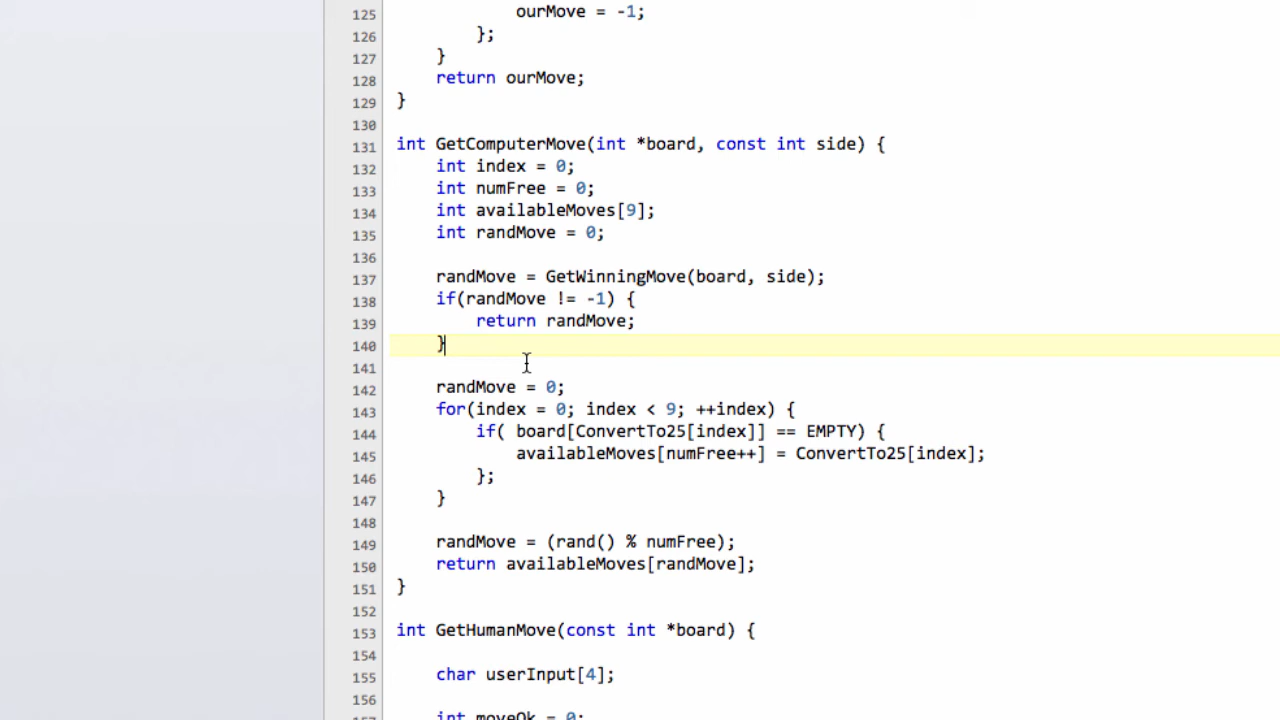 125 ourMove = -1;
126 };
127 }
128 return ourMove;
129 }
130
131 int GetComputerMove(int *board, const int side) {
132 int index = 0;
133 int numFree = 0;
134 int availableMoves[9];
135 int randMove = 0;
136
137 randMove = GetWinningMove(board, side);
138 if(randMove != -1) {
139 return randMove;
140 }
141
142 randMove = 0;
143 for(index = 0; index < 9; ++index) {
144 if( board[ConvertTo25[index]] == EMPTY) {
145 availableMoves[numFree++] = ConvertTo25[index];
146 };
147 }
148
149 randMove = (rand() % numFree);
150 return availableMoves[randMove];
151 }
152
153 int GetHumanMove(const int *board) {
154
155 char userInput[4];
156
157 int moveOk = 0;